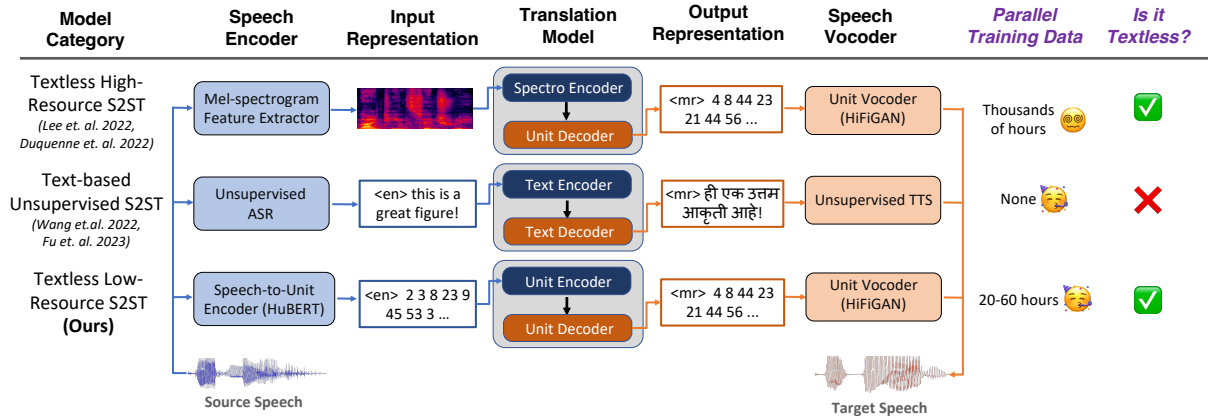 Model Category
Speech Encoder
Input Representation
Translation Model
Output Representation
Speech Vocoder
Parallel Training Data
Is it Textless?
Textless High-
Resource S2ST
(Lee et. al. 2022,
Duquenne et. al. 2022)
Mel-spectrogram
Feature Extractor
Spectro Encoder
Unit Decoder
<mr> 4 8 44 23
21 44 56 ...
Unit Vocoder
(HiFiGAN)
Thousands
of hours
Text-based
Unsupervised S2ST
(Wang et.al 2022,
Fu et. al. 2023)
Unsupervised
ASR
<en> this is a
great figure!
Text Encoder
Text Decoder
<mr> ही एक उत्तम
आकृती आहे!
Unsupervised TTS
None
Textless Low-
Resource S2ST
(Ours)
Speech-to-Unit
Encoder (HuBERT)
<en> 2 3 8 23 9
45 53 3 ...
Unit Encoder
Unit Decoder
<mr> 4 8 44 23
21 44 56 ...
Unit Vocoder
(HiFiGAN)
20-60 hours
Source Speech
Target Speech